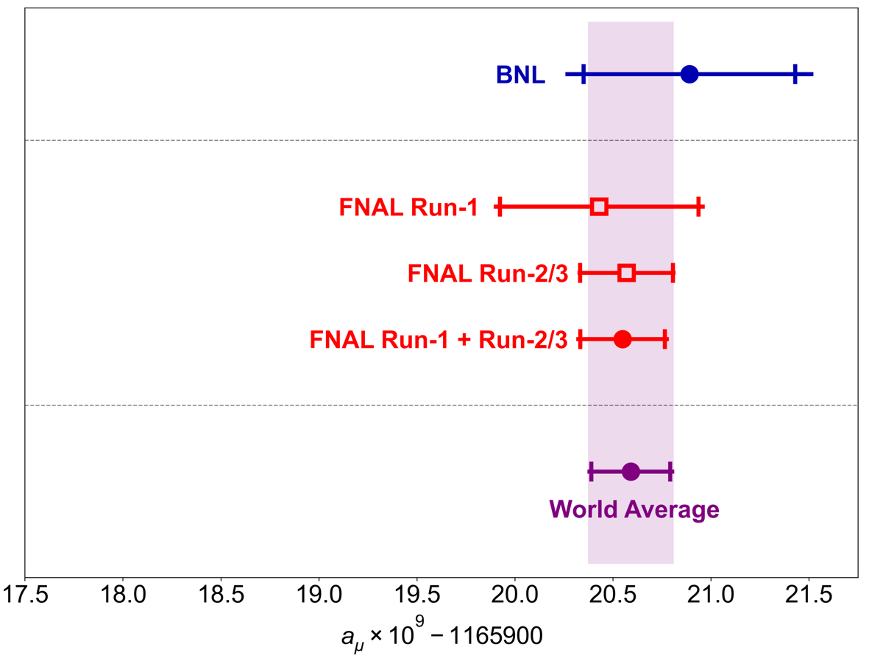 BNL
FNAL Run-1
FNAL Run-2/3
FNAL Run-1 + Run-2/3
World Average
17.5 18.0 18.5 19.0 19.5 20.0 20.5 21.0 21.5
aμ × 10⁹ − 1165900